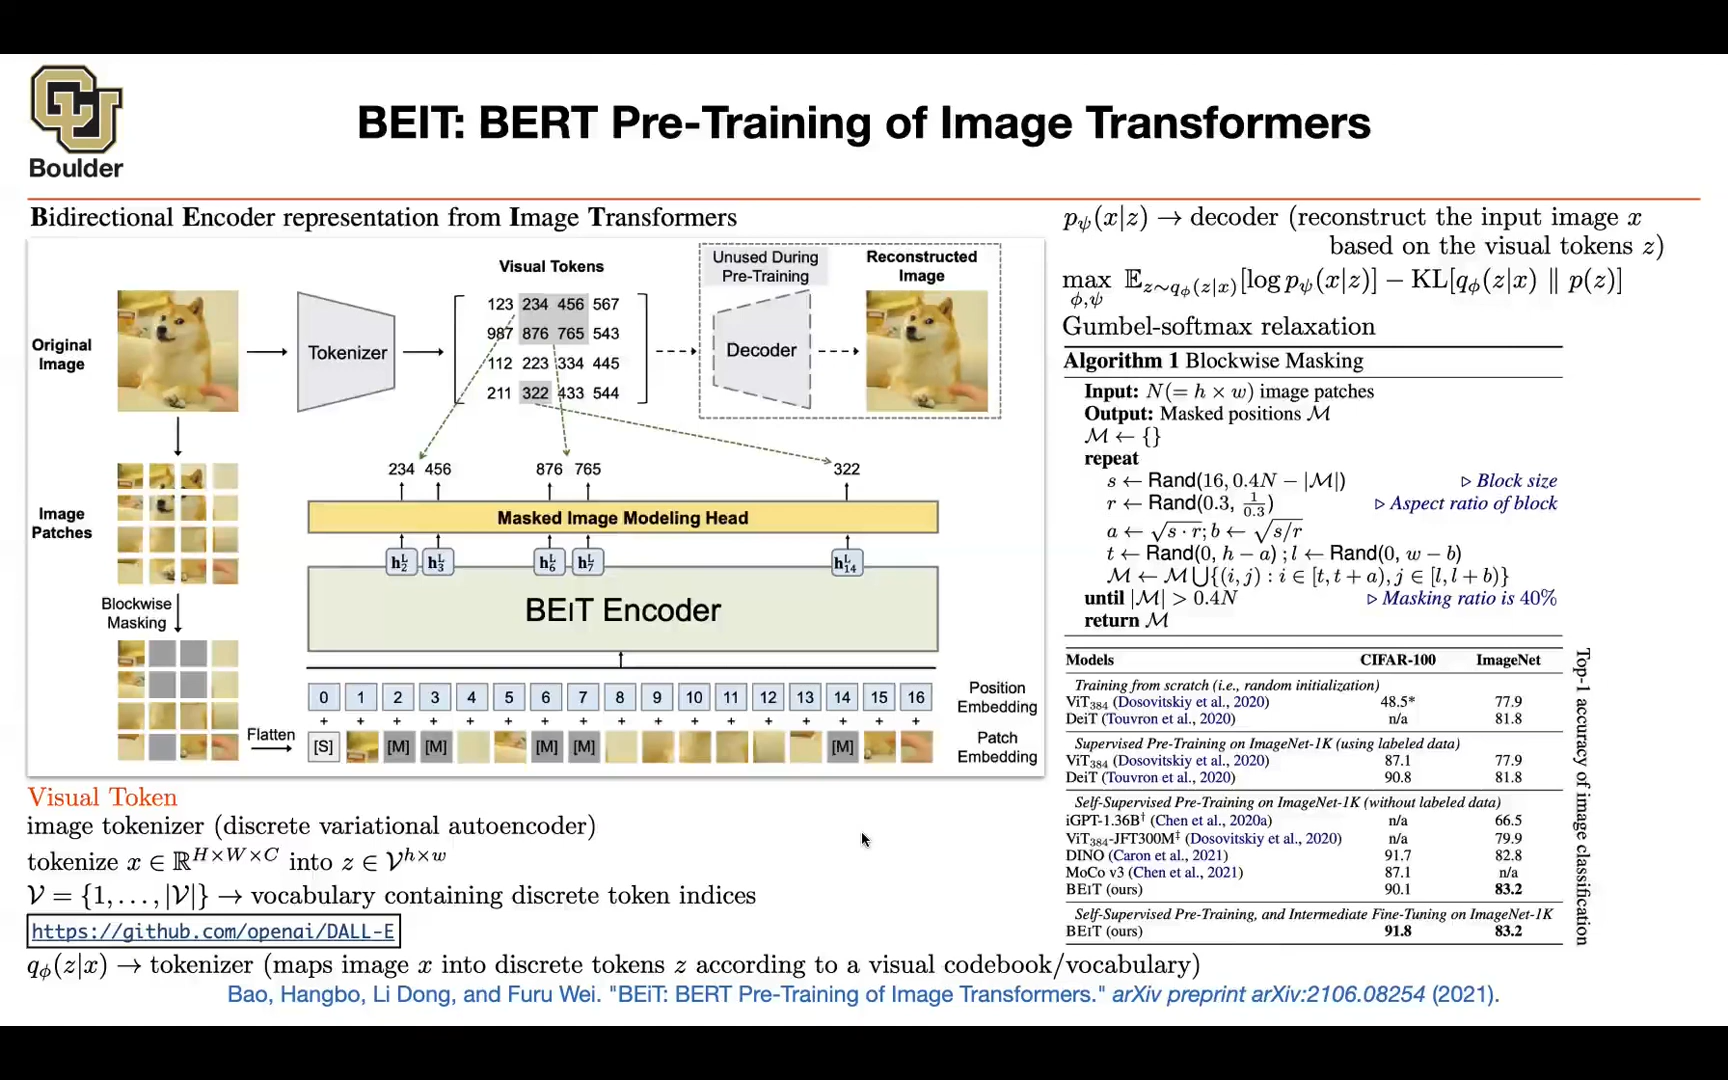 CU
Boulder
BEIT: BERT Pre-Training of Image Transformers
Bidirectional Encoder representation from Image Transformers
Original Image
Tokenizer
Visual Tokens
123 234 456 567
987 876 765 543
112 223 334 445
211 322 433 544
Unused During Pre-Training
Decoder
Reconstructed Image
Image Patches
234 456 876 765 322
Masked Image Modeling Head
h₂ᴸ h₃ᴸ h₆ᴸ h₇ᴸ h₁₄ᴸ
BEIT Encoder
Blockwise Masking
0 1 2 3 4 5 6 7 8 9 10 11 12 13 14 15 16
Position Embedding
+ + + + + + + + + + + + + + + + +
Flatten
[S] [M] [M] [M] [M] [M]
Patch Embedding
Visual Token
image tokenizer (discrete variational autoencoder)
tokenize x ∈ ℝ^{H×W×C} into z ∈ 𝒱^{h×w}
𝒱 = {1, . . . , |𝒱|} → vocabulary containing discrete token indices
https://github.com/openai/DALL-E
q_ϕ(z|x) → tokenizer (maps image x into discrete tokens z according to a visual codebook/vocabulary)
p_ψ(x|z) → decoder (reconstruct the input image x
based on the visual tokens z)
max_{ϕ,ψ} 𝔼_{z∼q_ϕ(z|x)}[log p_ψ(x|z)] − KL[q_ϕ(z|x) ∥ p(z)]
Gumbel-softmax relaxation
Algorithm 1 Blockwise Masking
Input: N(= h × w) image patches
Output: Masked positions ℳ
ℳ ← {}
repeat
s ← Rand(16, 0.4N − |ℳ|) ▷ Block size
r ← Rand(0.3, 1/0.3) ▷ Aspect ratio of block
a ← √(s · r); b ← √(s/r)
t ← Rand(0, h − a) ; l ← Rand(0, w − b)
ℳ ← ℳ ⋃{(i, j) : i ∈ [t, t + a), j ∈ [l, l + b)}
until |ℳ| > 0.4N ▷ Masking ratio is 40%
return ℳ
Models CIFAR-100 ImageNet
Training from scratch (i.e., random initialization)
ViT₃₈₄ (Dosovitskiy et al., 2020) 48.5* 77.9
DeiT (Touvron et al., 2020) n/a 81.8
Supervised Pre-Training on ImageNet-1K (using labeled data)
ViT₃₈₄ (Dosovitskiy et al., 2020) 87.1 77.9
DeiT (Touvron et al., 2020) 90.8 81.8
Self-Supervised Pre-Training on ImageNet-1K (without labeled data)
iGPT-1.36B† (Chen et al., 2020a) n/a 66.5
ViT₃₈₄-JFT300M‡ (Dosovitskiy et al., 2020) n/a 79.9
DINO (Caron et al., 2021) 91.7 82.8
MoCo v3 (Chen et al., 2021) 87.1 n/a
BEIT (ours) 90.1 83.2
Self-Supervised Pre-Training, and Intermediate Fine-Tuning on ImageNet-1K
BEIT (ours) 91.8 83.2
Top-1 accuracy of image classification
Bao, Hangbo, Li Dong, and Furu Wei. "BEiT: BERT Pre-Training of Image Transformers." arXiv preprint arXiv:2106.08254 (2021).